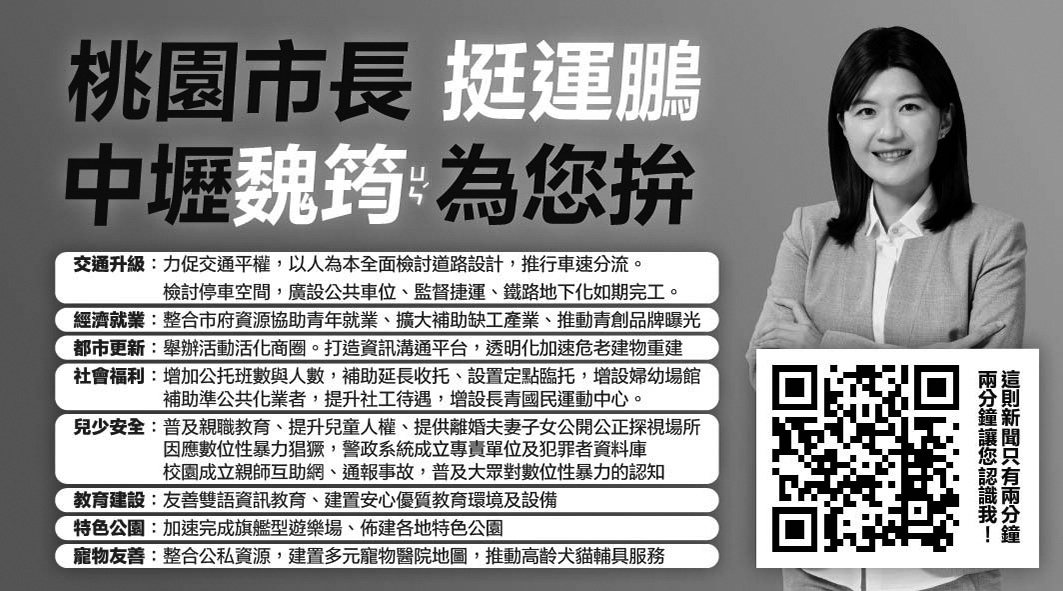 桃園市長 挺運鵬
中壢魏筠ㄩㄣˊ為您拚
交通升級：力促交通平權，以人為本全面檢討道路設計，推行車速分流。
檢討停車空間，廣設公共車位、監督捷運、鐵路地下化如期完工。
經濟就業：整合市府資源協助青年就業、擴大補助缺工產業、推動青創品牌曝光
都市更新：舉辦活動活化商圈。打造資訊溝通平台，透明化加速危老建物重建
社會福利：增加公托班數與人數，補助延長收托、設置定點臨托，增設婦幼場館
補助準公共化業者，提升社工待遇，增設長青國民運動中心。
兒少安全：普及親職教育、提升兒童人權、提供離婚夫妻子女公開公正探視場所
因應數位性暴力猖獗，警政系統成立專責單位及犯罪者資料庫
校園成立親師互助網、通報事故，普及大眾對數位性暴力的認知
教育建設：友善雙語資訊教育、建置安心優質教育環境及設備
特色公園：加速完成旗艦型遊樂場、佈建各地特色公園
寵物友善：整合公私資源，建置多元寵物醫院地圖，推動高齡犬貓輔具服務
這則新聞只有兩分鐘
兩分鐘讓您認識我！